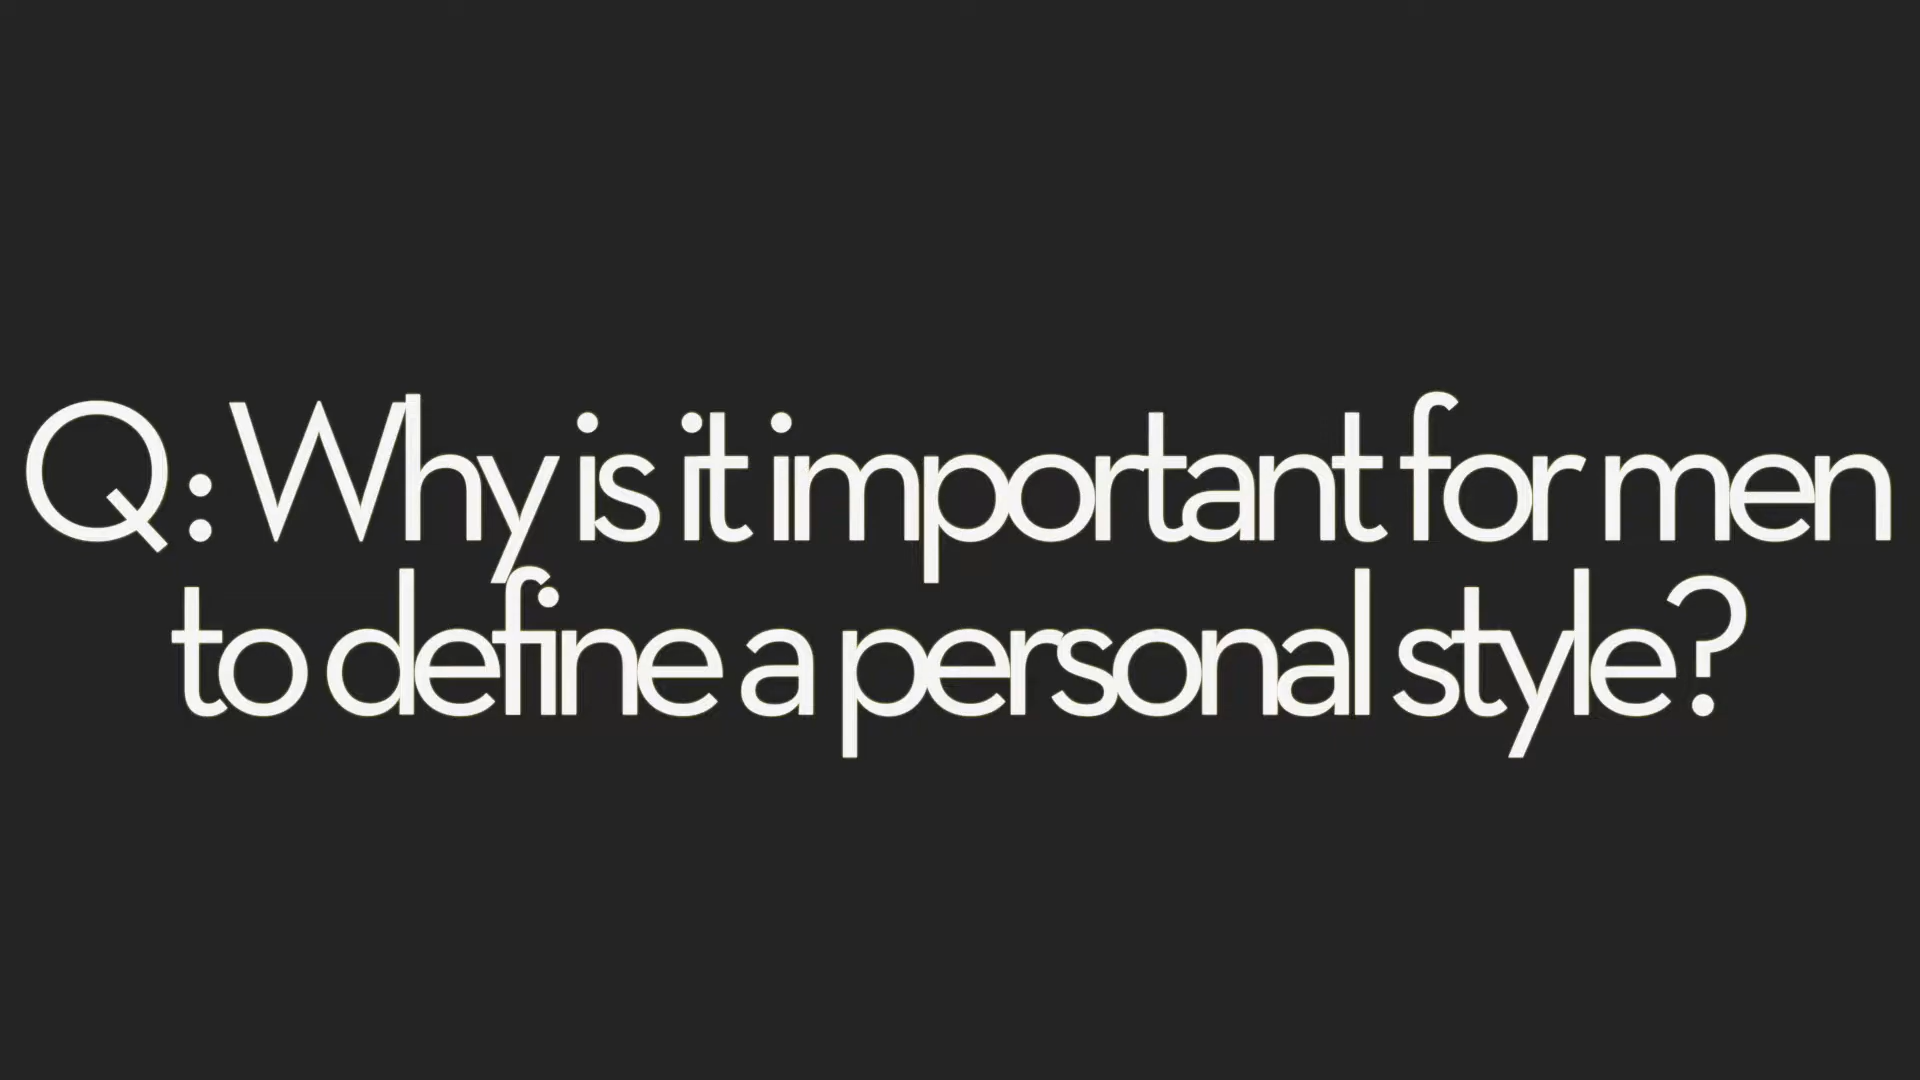 Q: Why is it important for men
to define a personal style?